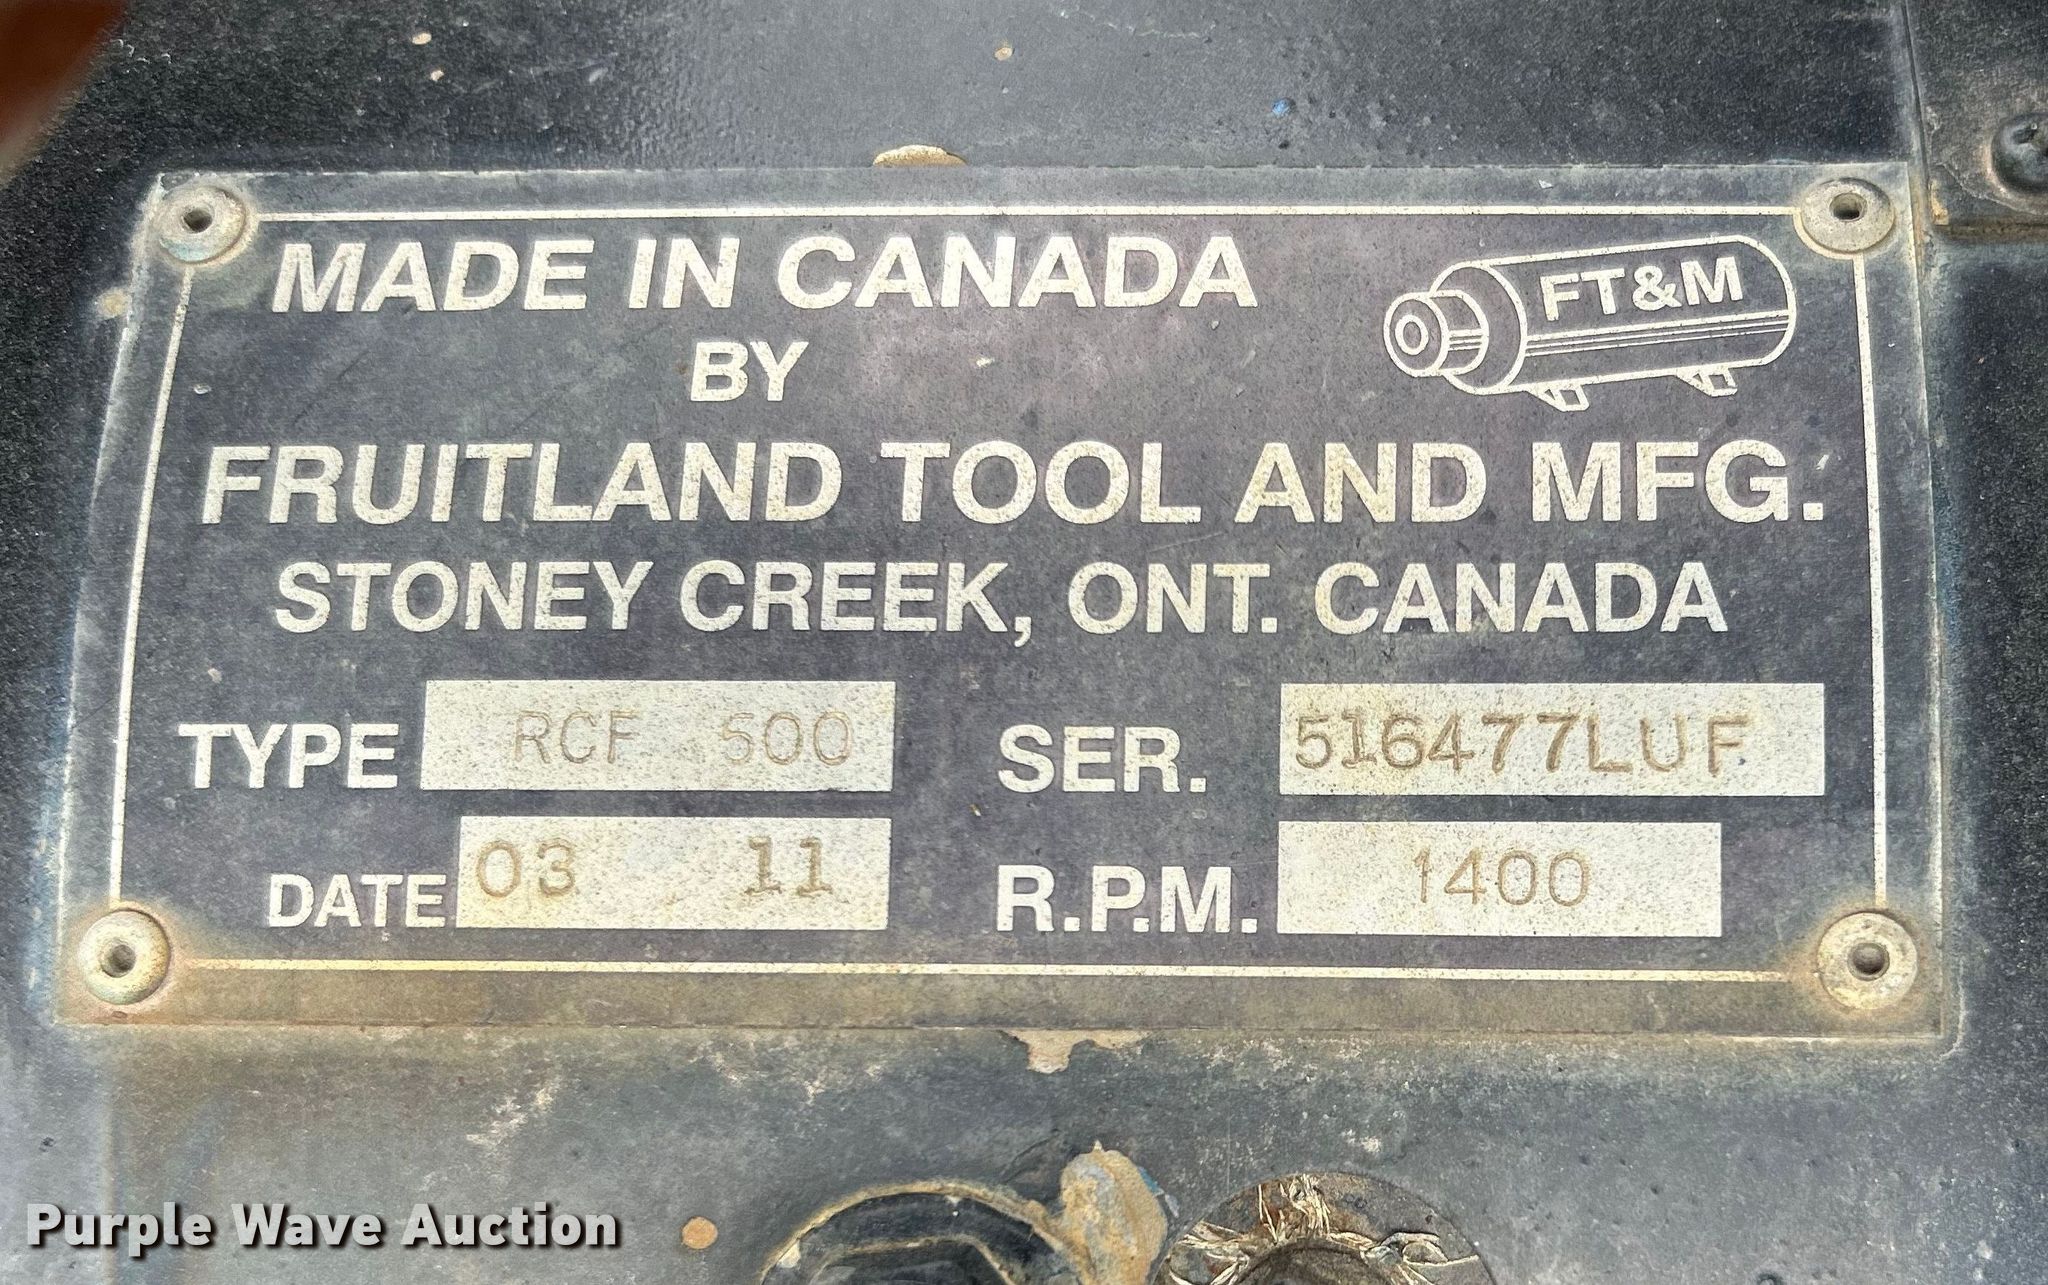 MADE IN CANADA
FT&M
BY
FRUITLAND TOOL AND MFG.
STONEY CREEK, ONT. CANADA
TYPE RCF 500 SER. 516477LUF
DATE 03 11 R.P.M. 1400
Purple Wave Auction